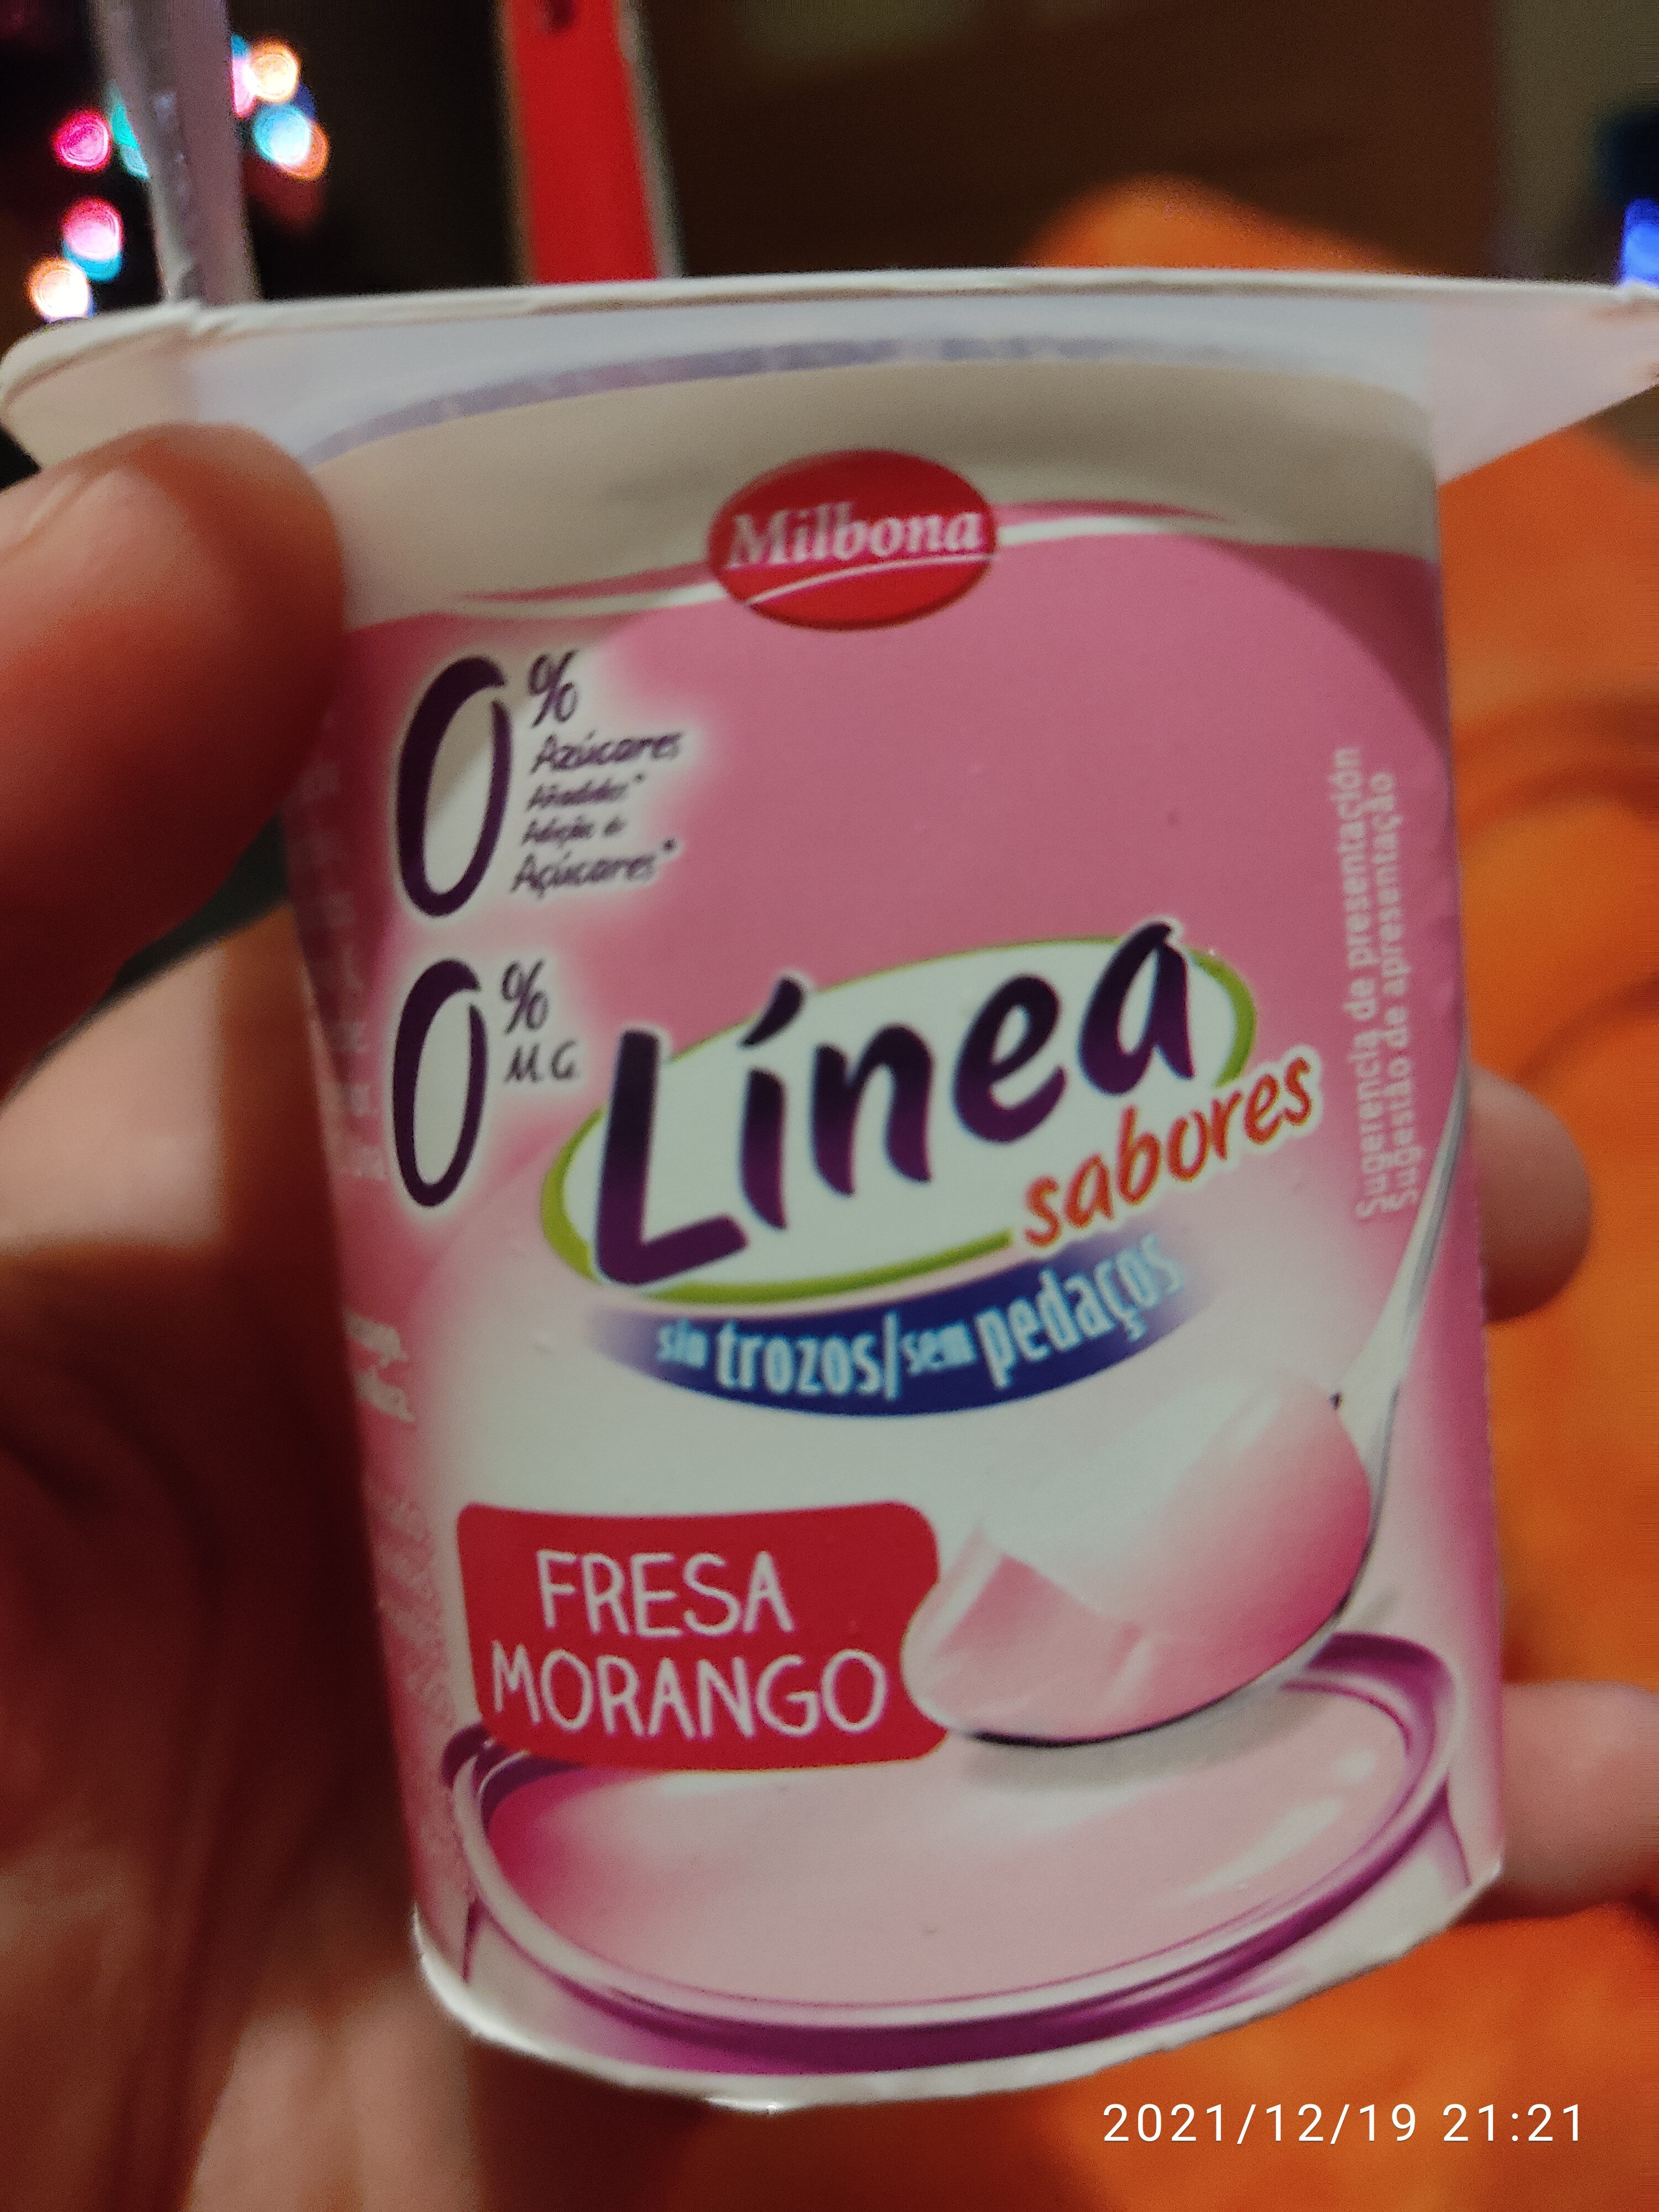 Milbona
0%
Azúcares
Añadidos*
Adição de
Açúcares*
0%
M.G.
Línea
sabores
sin trozos/sem pedaços
Sugerencia de presentación
Sugestão de apresentação
FRESA
MORANGO
2021/12/19 21:21